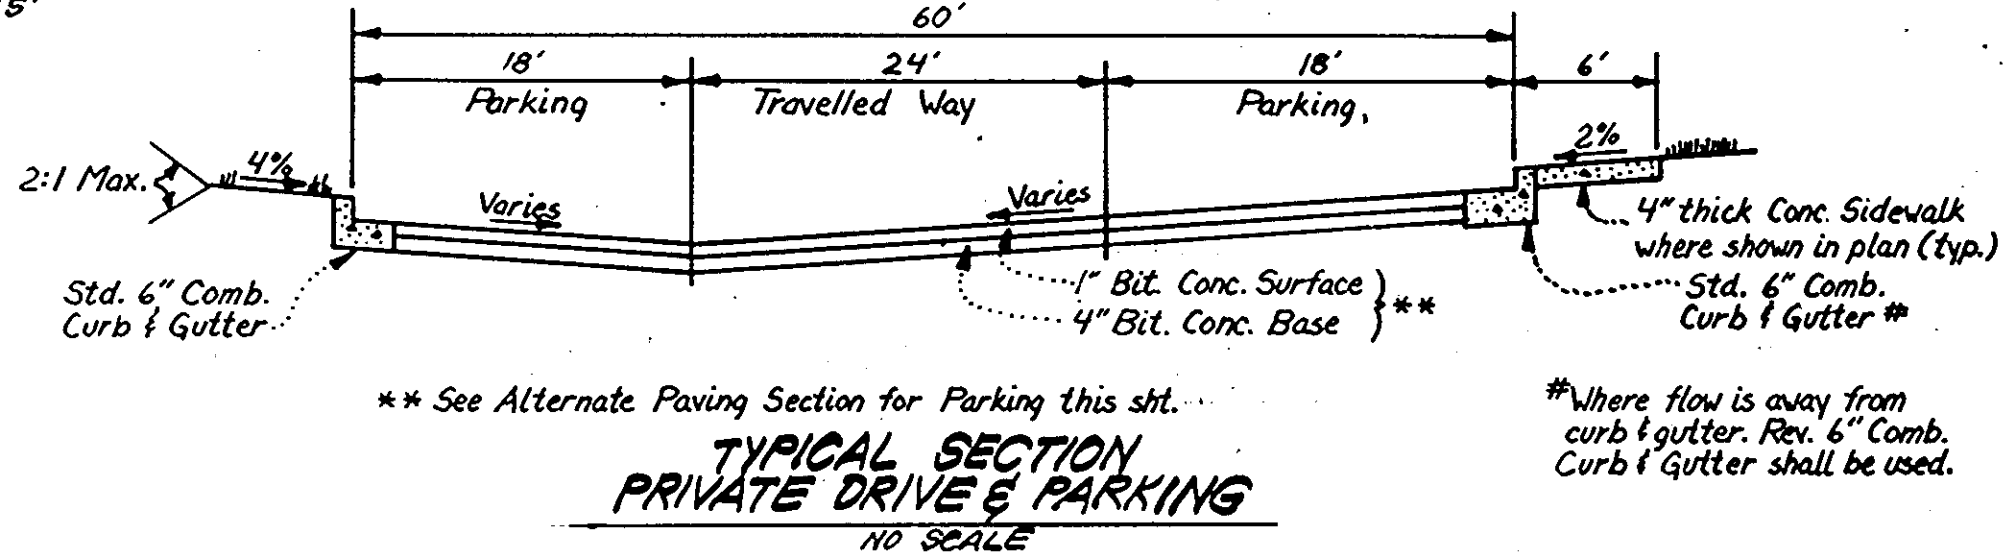 5'
60'
18'
24'
18'
6'
Parking
Travelled Way
Parking,
2:1 Max.
4%
2%
Varies
Varies
4" thick Conc. Sidewalk
where shown in plan (typ.)
Std. 6" Comb.
Curb & Gutter
1" Bit. Conc. Surface
4" Bit. Conc. Base
**
Std. 6" Comb.
Curb & Gutter #
** See Alternate Paving Section for Parking this sht.
#Where flow is away from
curb & gutter. Rev. 6" Comb.
Curb & Gutter shall be used.
TYPICAL SECTION
PRIVATE DRIVE & PARKING
NO SCALE